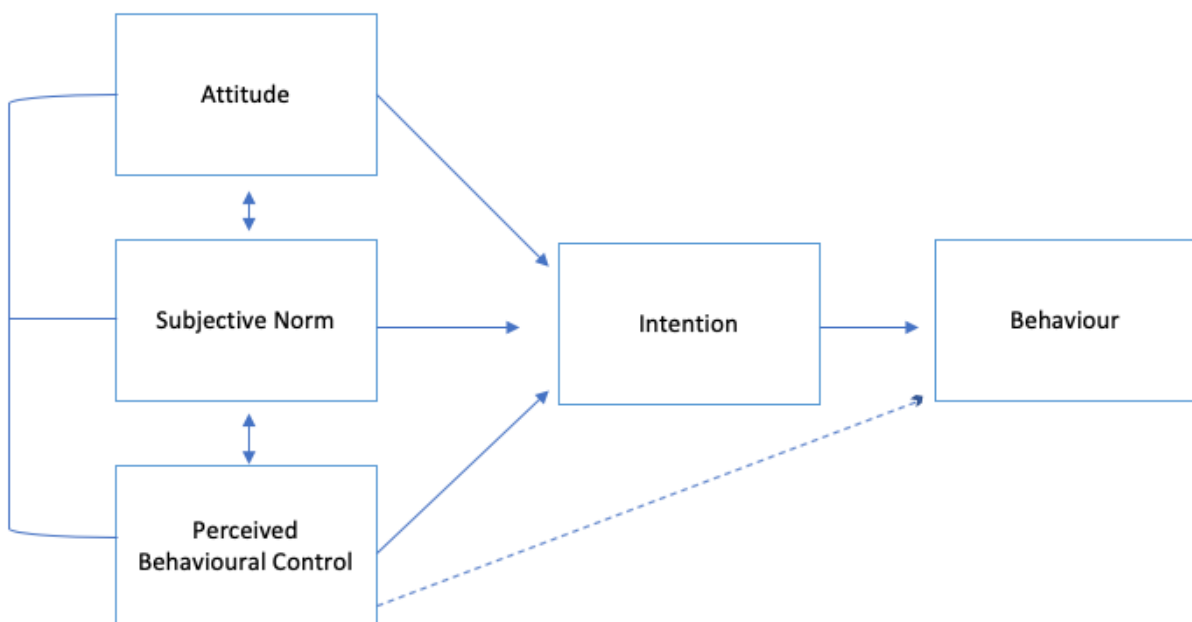 Attitude
Subjective Norm
Perceived
Behavioural Control
Intention
Behaviour